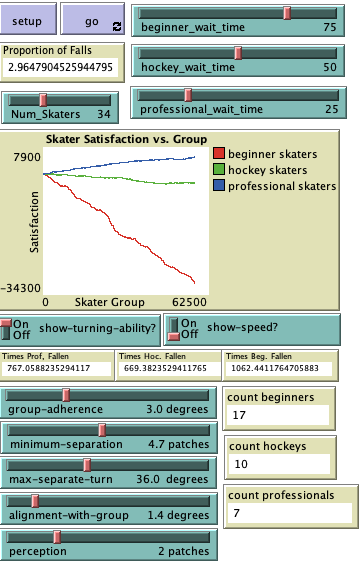 setup
go
beginner_wait_time 75
Proportion of Falls
2.9647904525944795
hockey_wait_time 50
Num_Skaters 34
professional_wait_time 25
Skater Satisfaction vs. Group
7900
Satisfaction
-34300
0
Skater Group
62500
beginner skaters
hockey skaters
professional skaters
On
Off
show-turning-ability?
On
Off
show-speed?
Times Prof, Fallen
767.0588235294117
Times Hoc. Fallen
669.3823529411765
Times Beg. Fallen
1062.4411764705883
group-adherence 3.0 degrees
minimum-separation 4.7 patches
max-separate-turn 36.0 degrees
alignment-with-group 1.4 degrees
perception 2 patches
count beginners
17
count hockeys
10
count professionals
7